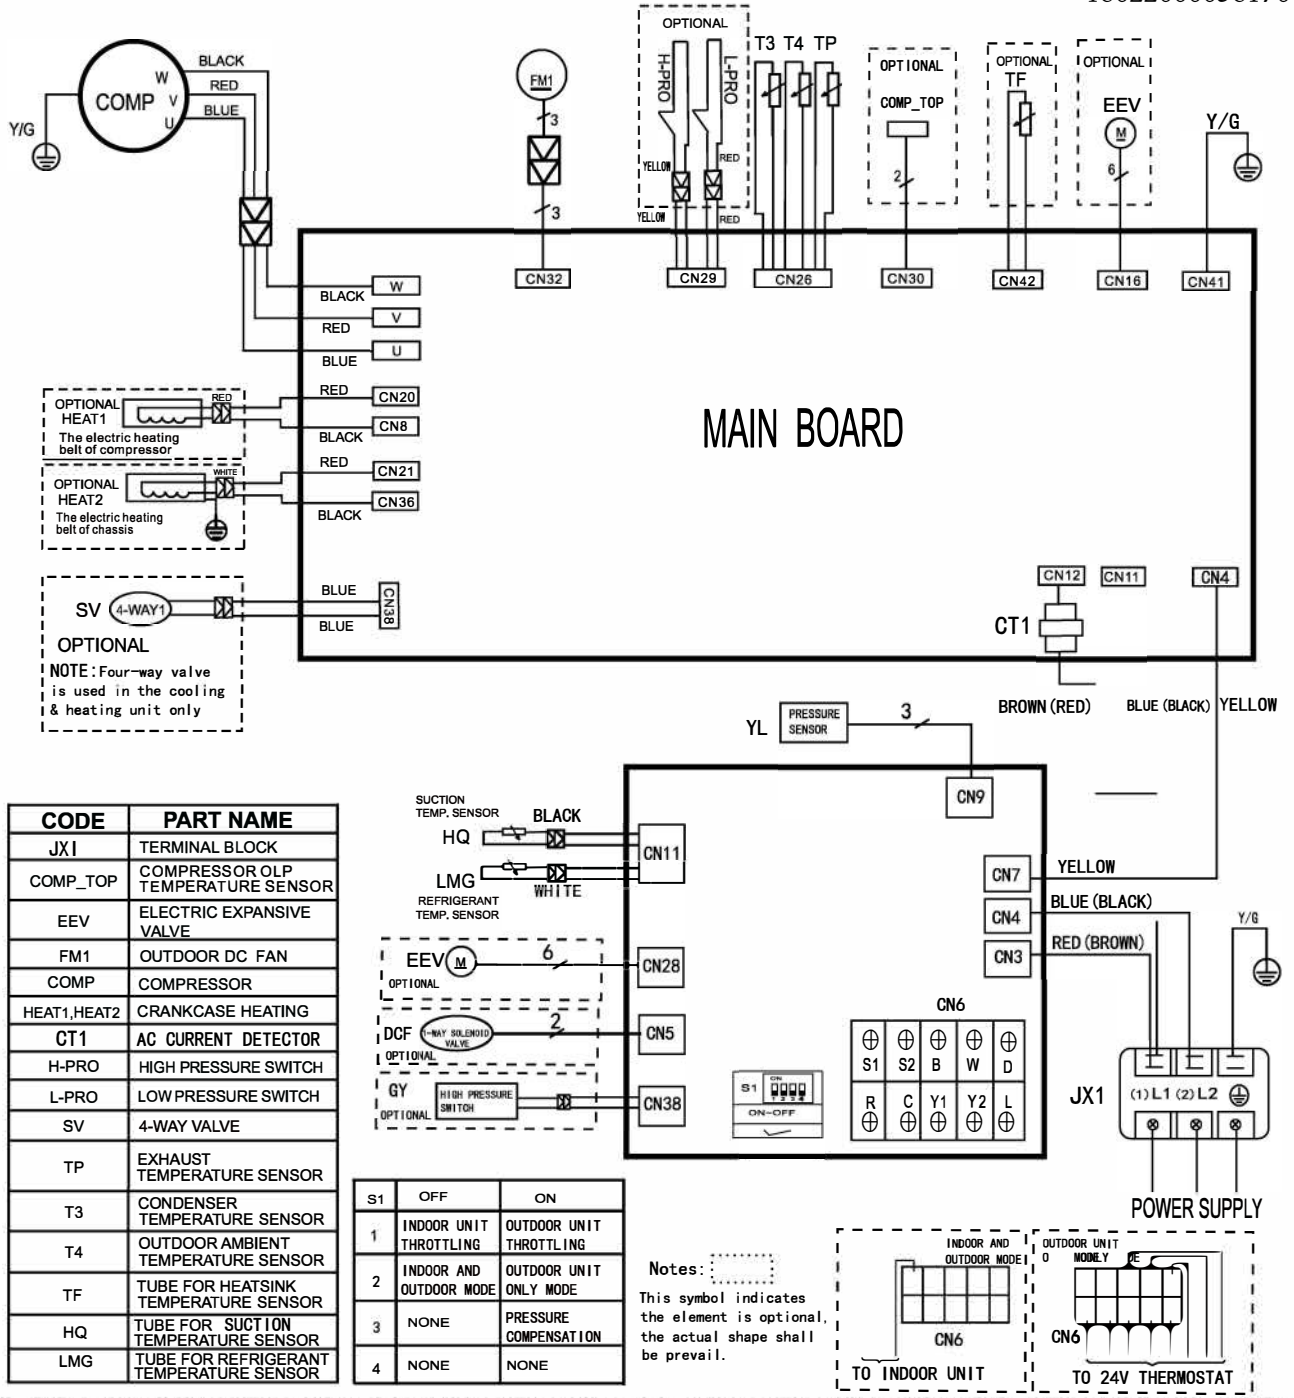 OPTIONAL
BLACK
RED
BLUE
W
V
U
COMP
Y/G
FM1
3
3
H-PRO
L-PRO
YELLOW
RED
YELLOW
RED
T3 T4 TP
OPTIONAL
COMP_TOP
2
OPTIONAL
TF
OPTIONAL
EEV
M
6
Y/G
CN32
CN29
CN26
CN30
CN42
CN16
CN41
W
BLACK
V
RED
U
BLUE
MAIN BOARD
OPTIONAL
HEAT1
RED
The electric heating
belt of compressor
RED
CN20
CN8
BLACK
OPTIONAL
HEAT2
WHITE
The electric heating
belt of chassis
RED
CN21
CN36
BLACK
SV
4-WAY1
OPTIONAL
NOTE:Four-way valve
is used in the cooling
& heating unit only
BLUE
BLUE
CN38
CN12
CN11
CN4
CT1
BROWN(RED)
BLUE(BLACK)
YELLOW
YL
PRESSURE
SENSOR
3
CN9
SUCTION
TEMP. SENSOR
HQ
BLACK
CN11
LMG
WHITE
REFRIGERANT
TEMP. SENSOR
EEV
M
6
OPTIONAL
CN28
DCF
1-WAY SOLENOID
VALVE
2
OPTIONAL
CN5
GY
OPTIONAL
HIGH PRESSURE
SWITCH
CN38
CN7
YELLOW
CN4
BLUE(BLACK)
CN3
RED(BROWN)
Y/G
CN6
S1 S2 B W D
R C Y1 Y2 L
S1
ON
1 2 3 4
ON-OFF
JX1
(1)L1 (2)L2
POWER SUPPLY
CODE PART NAME
JX1 TERMINAL BLOCK
COMP_TOP COMPRESSOR OLP
TEMPERATURE SENSOR
EEV ELECTRIC EXPANSIVE
VALVE
FM1 OUTDOOR DC FAN
COMP COMPRESSOR
HEAT1,HEAT2 CRANKCASE HEATING
CT1 AC CURRENT DETECTOR
H-PRO HIGH PRESSURE SWITCH
L-PRO LOW PRESSURE SWITCH
SV 4-WAY VALVE
TP EXHAUST
TEMPERATURE SENSOR
T3 CONDENSER
TEMPERATURE SENSOR
T4 OUTDOOR AMBIENT
TEMPERATURE SENSOR
TF TUBE FOR HEATSINK
TEMPERATURE SENSOR
HQ TUBE FOR SUCTION
TEMPERATURE SENSOR
LMG TUBE FOR REFRIGERANT
TEMPERATURE SENSOR
S1 OFF ON
1 INDOOR UNIT THROTTLING OUTDOOR UNIT THROTTLING
2 INDOOR AND OUTDOOR MODE OUTDOOR UNIT ONLY MODE
3 NONE PRESSURE COMPENSATION
4 NONE NONE
Notes:
This symbol indicates
the element is optional,
the actual shape shall
be prevail.
INDOOR AND
OUTDOOR MODE
CN6
TO INDOOR UNIT
OUTDOOR UNIT
CN6
TO 24V THERMOSTAT